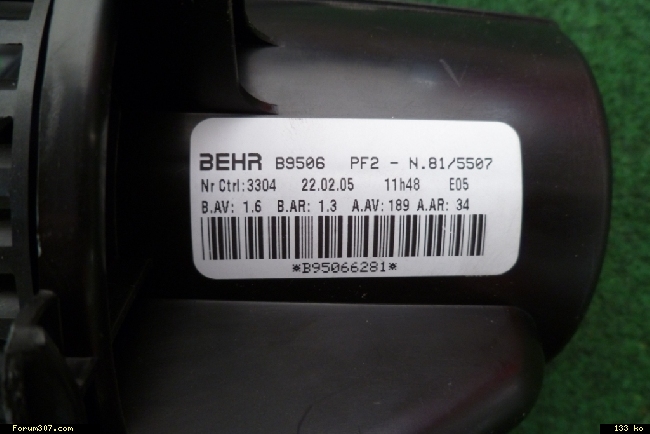 BEHR B9506 PF2 - N.81/5507
Nr Ctrl:3304 22.02.05 11h48 E05
B.AV: 1.6 B.AR: 1.3 A.AV: 189 A.AR: 34
*B95066281*
Forum307.com 133 ko